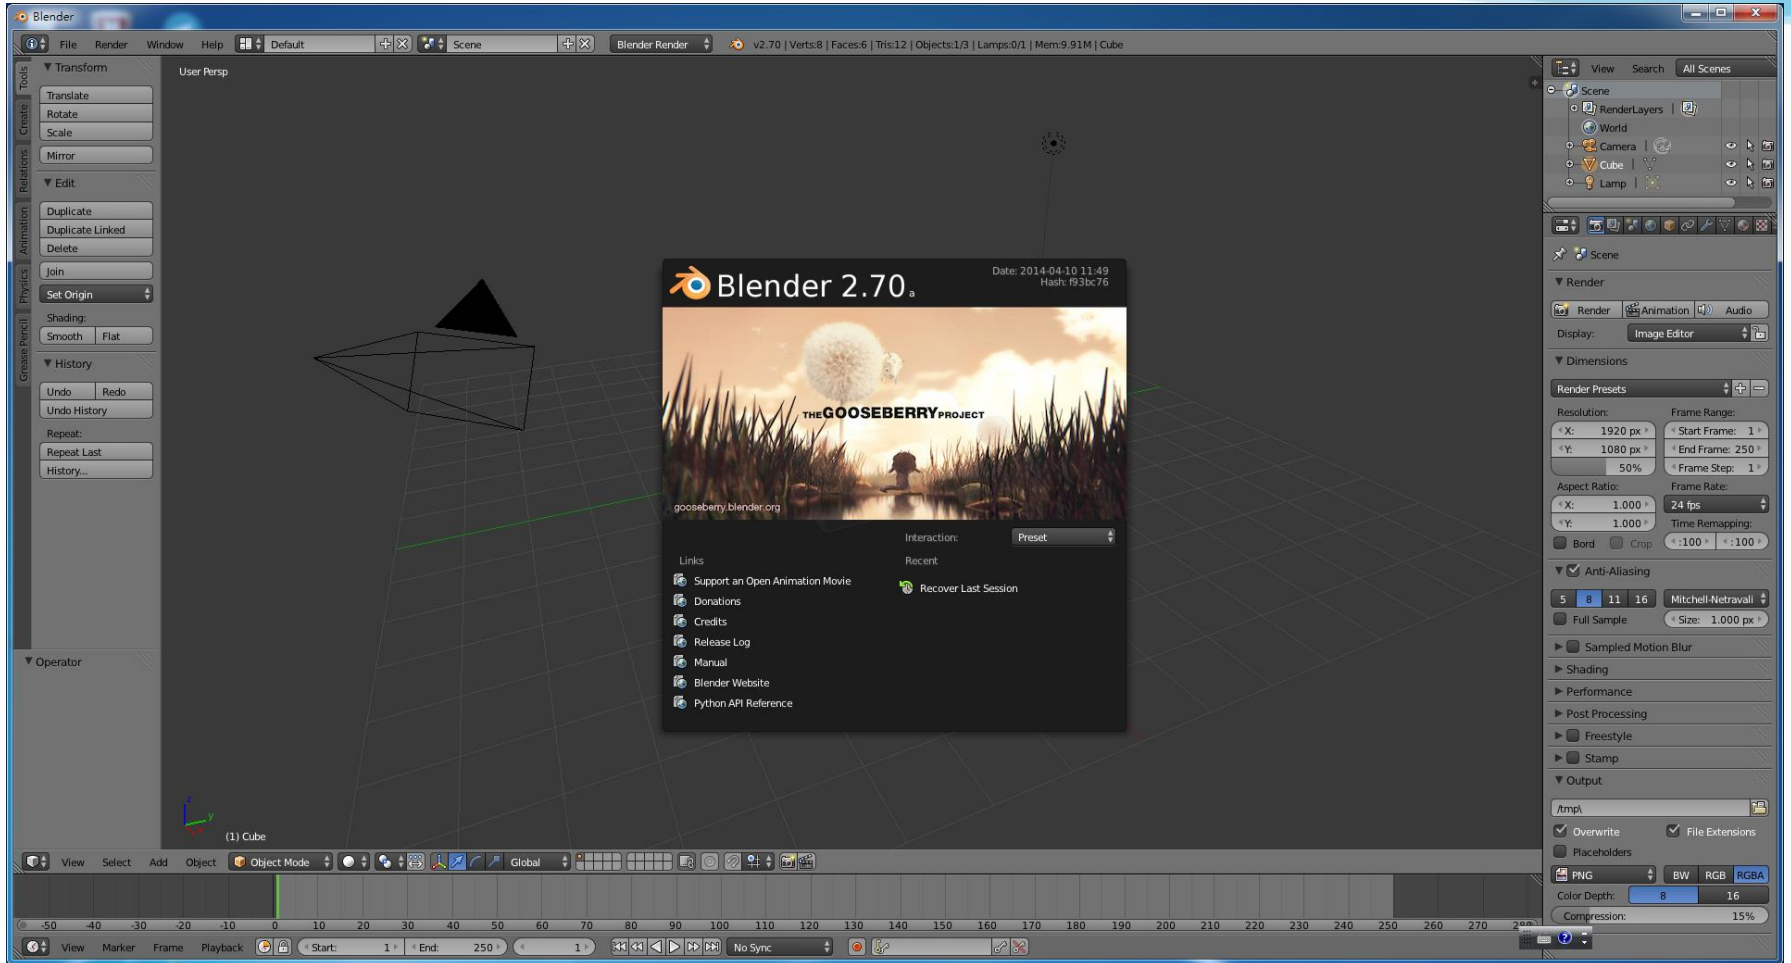 Blender
File Render Window Help Default Scene Blender Render v2.70 | Verts:8 | Faces:6 | Tris:12 | Objects:1/3 | Lamps:0/1 | Mem:9.91M | Cube
Tools
Create
Relations
Animation
Physics
Grease Pencil
Transform
Translate
Rotate
Scale
Mirror
Edit
Duplicate
Duplicate Linked
Delete
Join
Set Origin
Shading:
Smooth Flat
History
Undo Redo
Undo History
Repeat:
Repeat Last
History...
Operator
User Persp
Blender 2.70 a
Date: 2014-04-10 11:49
Hash: f93bc76
THE GOOSEBERRY PROJECT
gooseberry.blender.org
Interaction: Preset
Links
Support an Open Animation Movie
Donations
Credits
Release Log
Manual
Blender Website
Python API Reference
Recent
Recover Last Session
z
y
(1) Cube
View Select Add Object Object Mode Global
-50 -40 -30 -20 -10 0 10 20 30 40 50 60 70 80 90 100 110 120 130 140 150 160 170 180 190 200 210 220 230 240 250 260 270 280
View Marker Frame Playback Start: 1 End: 250 1 No Sync
View Search All Scenes
Scene
RenderLayers |
World
Camera |
Cube |
Lamp |
Scene
Render
Render Animation Audio
Display: Image Editor
Dimensions
Render Presets
Resolution: Frame Range:
X: 1920 px Start Frame: 1
Y: 1080 px End Frame: 250
50% Frame Step: 1
Aspect Ratio: Frame Rate:
X: 1.000 24 fps
Y: 1.000 Time Remapping:
Bord Crop :100 :100
Anti-Aliasing
5 8 11 16 Mitchell-Netravali
Full Sample Size: 1.000 px
Sampled Motion Blur
Shading
Performance
Post Processing
Freestyle
Stamp
Output
/tmp\
Overwrite File Extensions
Placeholders
PNG BW RGB RGBA
Color Depth: 8 16
Compression: 15%